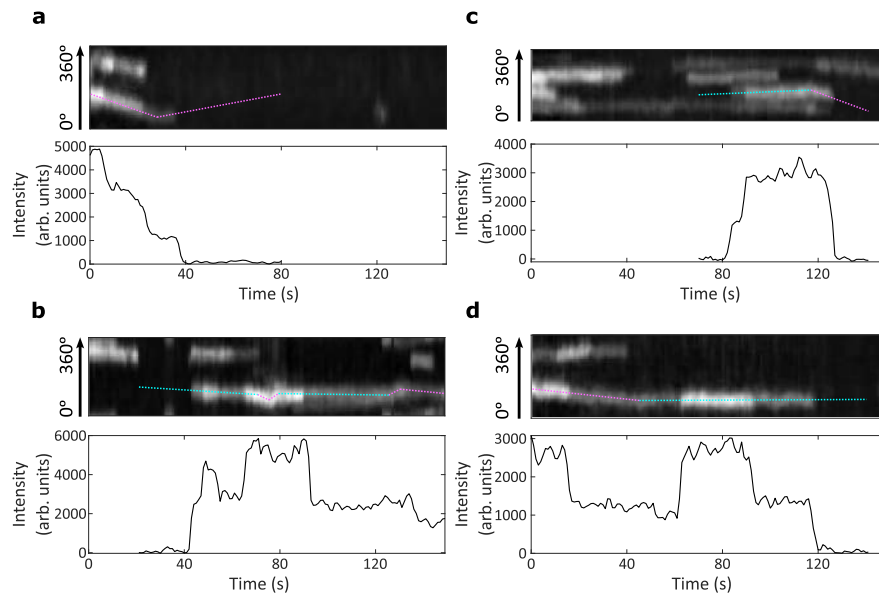 a
360°
0°
5000
4000
3000
2000
1000
0
Intensity
(arb. units)
0 40 80 120
Time (s)
b
360°
0°
6000
4000
2000
0
Intensity
(arb. units)
0 40 80 120
Time (s)
c
360°
0°
4000
3000
2000
1000
0
Intensity
(arb. units)
0 40 80 120
Time (s)
d
360°
0°
3000
2000
1000
0
Intensity
(arb. units)
0 40 80 120
Time (s)